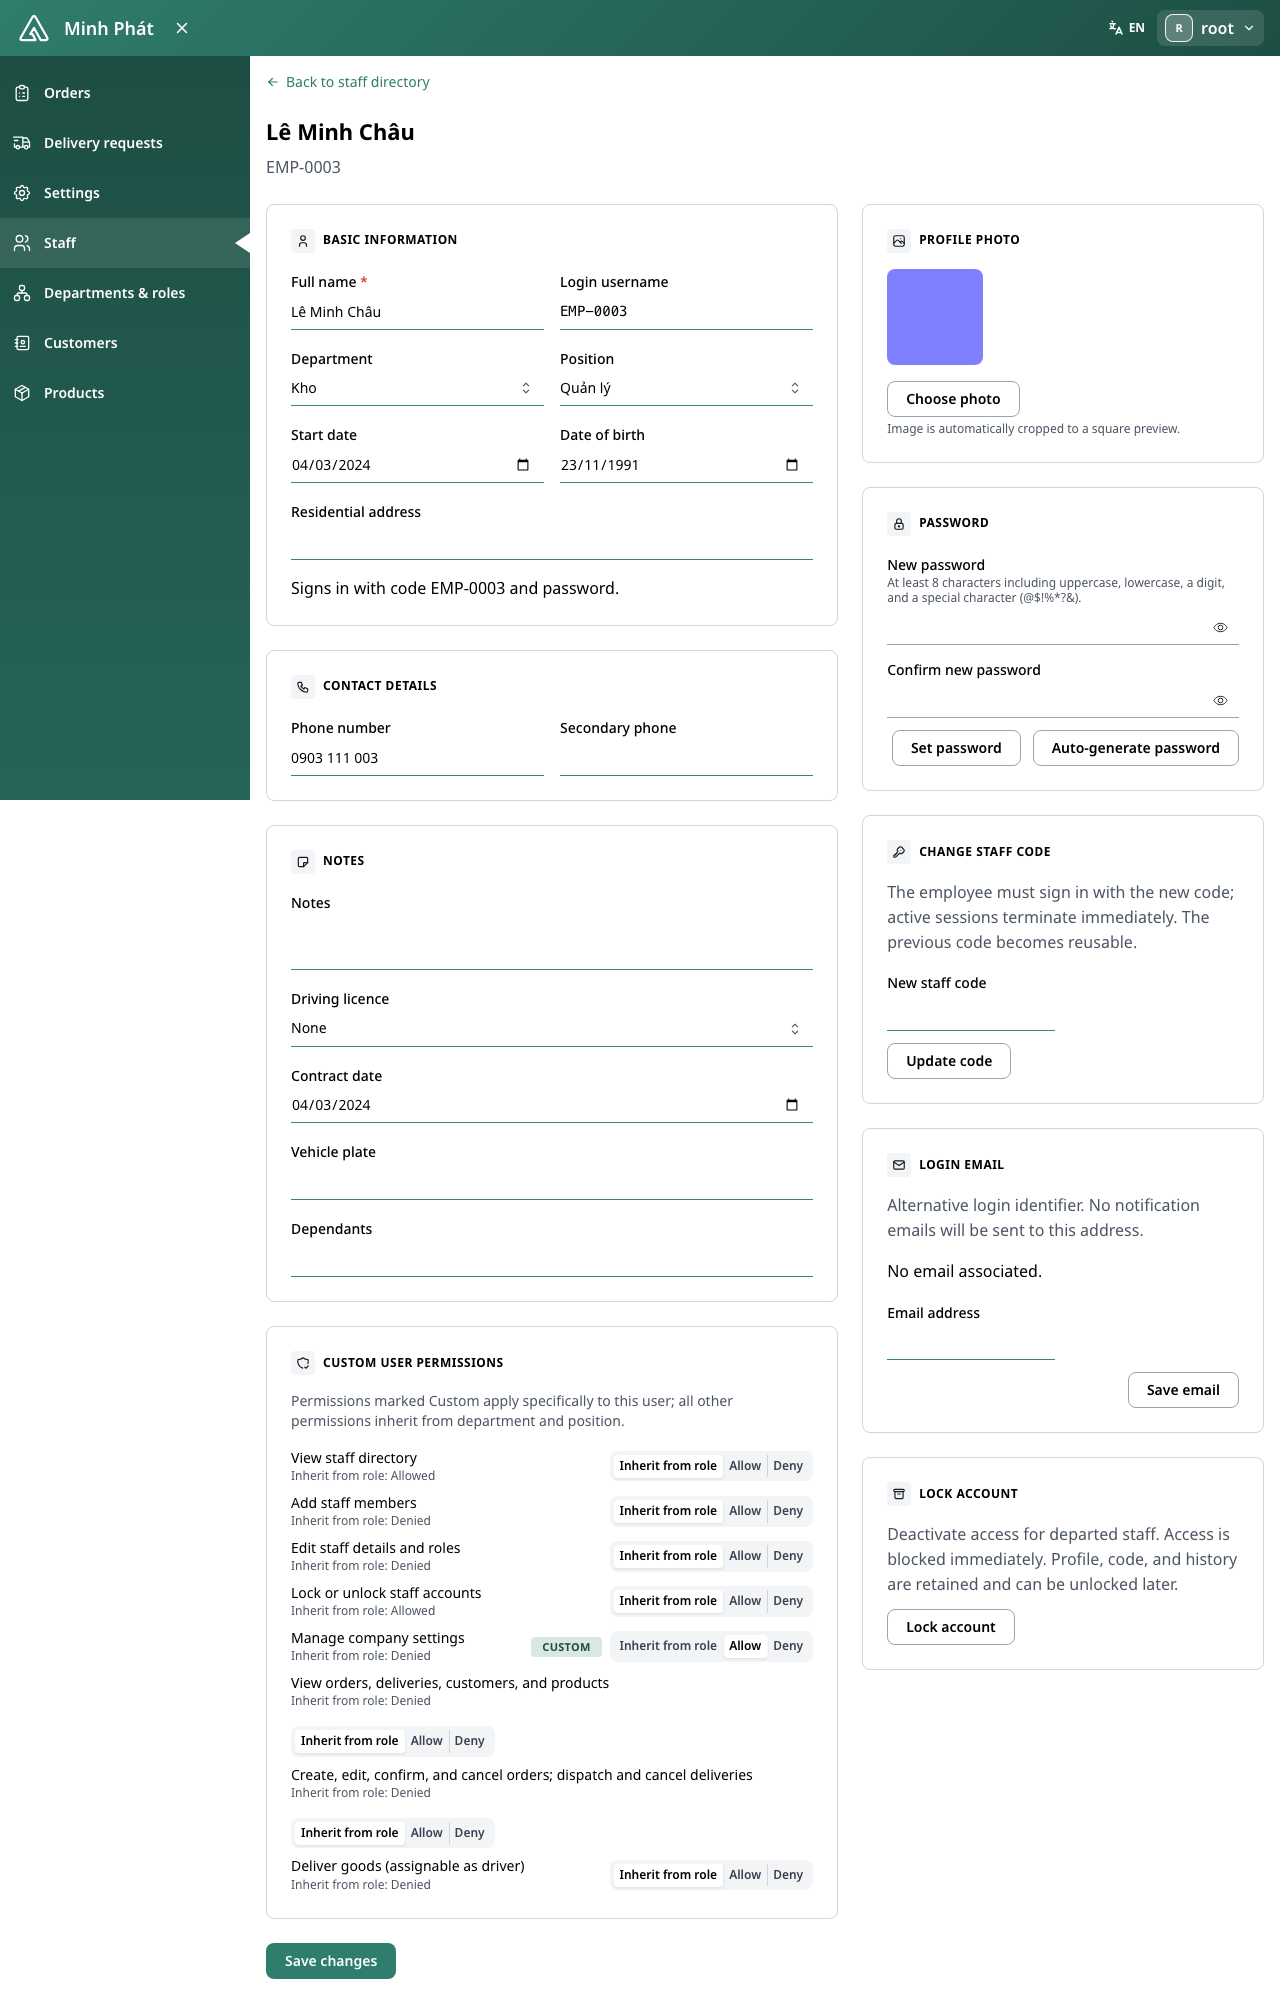 Minh Phát
EN
R
root
Orders
Delivery requests
Settings
Staff
Departments & roles
Customers
Products
Back to staff directory
Lê Minh Châu
EMP-0003
BASIC INFORMATION
Full name *
Lê Minh Châu
Login username
EMP-0003
Department
Kho
Position
Quản lý
Start date
04/03/2024
Date of birth
23/11/1991
Residential address
Signs in with code EMP-0003 and password.
CONTACT DETAILS
Phone number
0903 111 003
Secondary phone
NOTES
Notes
Driving licence
None
Contract date
04/03/2024
Vehicle plate
Dependants
CUSTOM USER PERMISSIONS
Permissions marked Custom apply specifically to this user; all other
permissions inherit from department and position.
View staff directory
Inherit from role: Allowed
Inherit from role Allow Deny
Add staff members
Inherit from role: Denied
Inherit from role Allow Deny
Edit staff details and roles
Inherit from role: Denied
Inherit from role Allow Deny
Lock or unlock staff accounts
Inherit from role: Allowed
Inherit from role Allow Deny
Manage company settings
Inherit from role: Denied
CUSTOM
Inherit from role Allow Deny
View orders, deliveries, customers, and products
Inherit from role: Denied
Inherit from role Allow Deny
Create, edit, confirm, and cancel orders; dispatch and cancel deliveries
Inherit from role: Denied
Inherit from role Allow Deny
Deliver goods (assignable as driver)
Inherit from role: Denied
Inherit from role Allow Deny
Save changes
PROFILE PHOTO
Choose photo
Image is automatically cropped to a square preview.
PASSWORD
New password
At least 8 characters including uppercase, lowercase, a digit,
and a special character (@$!%*?&).
Confirm new password
Set password
Auto-generate password
CHANGE STAFF CODE
The employee must sign in with the new code;
active sessions terminate immediately. The
previous code becomes reusable.
New staff code
Update code
LOGIN EMAIL
Alternative login identifier. No notification
emails will be sent to this address.
No email associated.
Email address
Save email
LOCK ACCOUNT
Deactivate access for departed staff. Access is
blocked immediately. Profile, code, and history
are retained and can be unlocked later.
Lock account